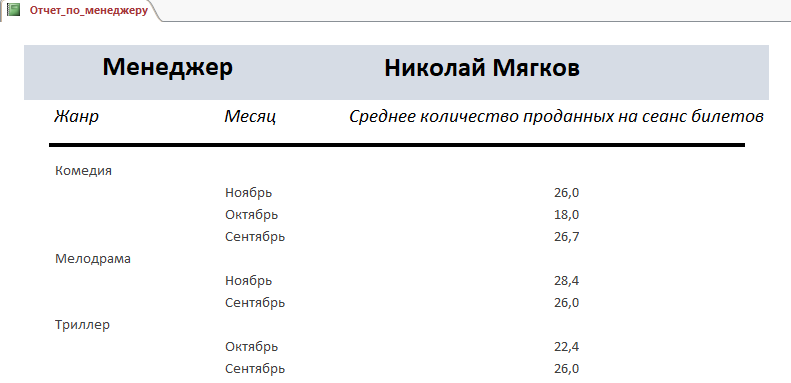 Отчет_по_менеджеру
Менеджер Николай Мягков
Жанр Месяц Среднее количество проданных на сеанс билетов
Комедия
Ноябрь 26,0
Октябрь 18,0
Сентябрь 26,7
Мелодрама
Ноябрь 28,4
Сентябрь 26,0
Триллер
Октябрь 22,4
Сентябрь 26,0